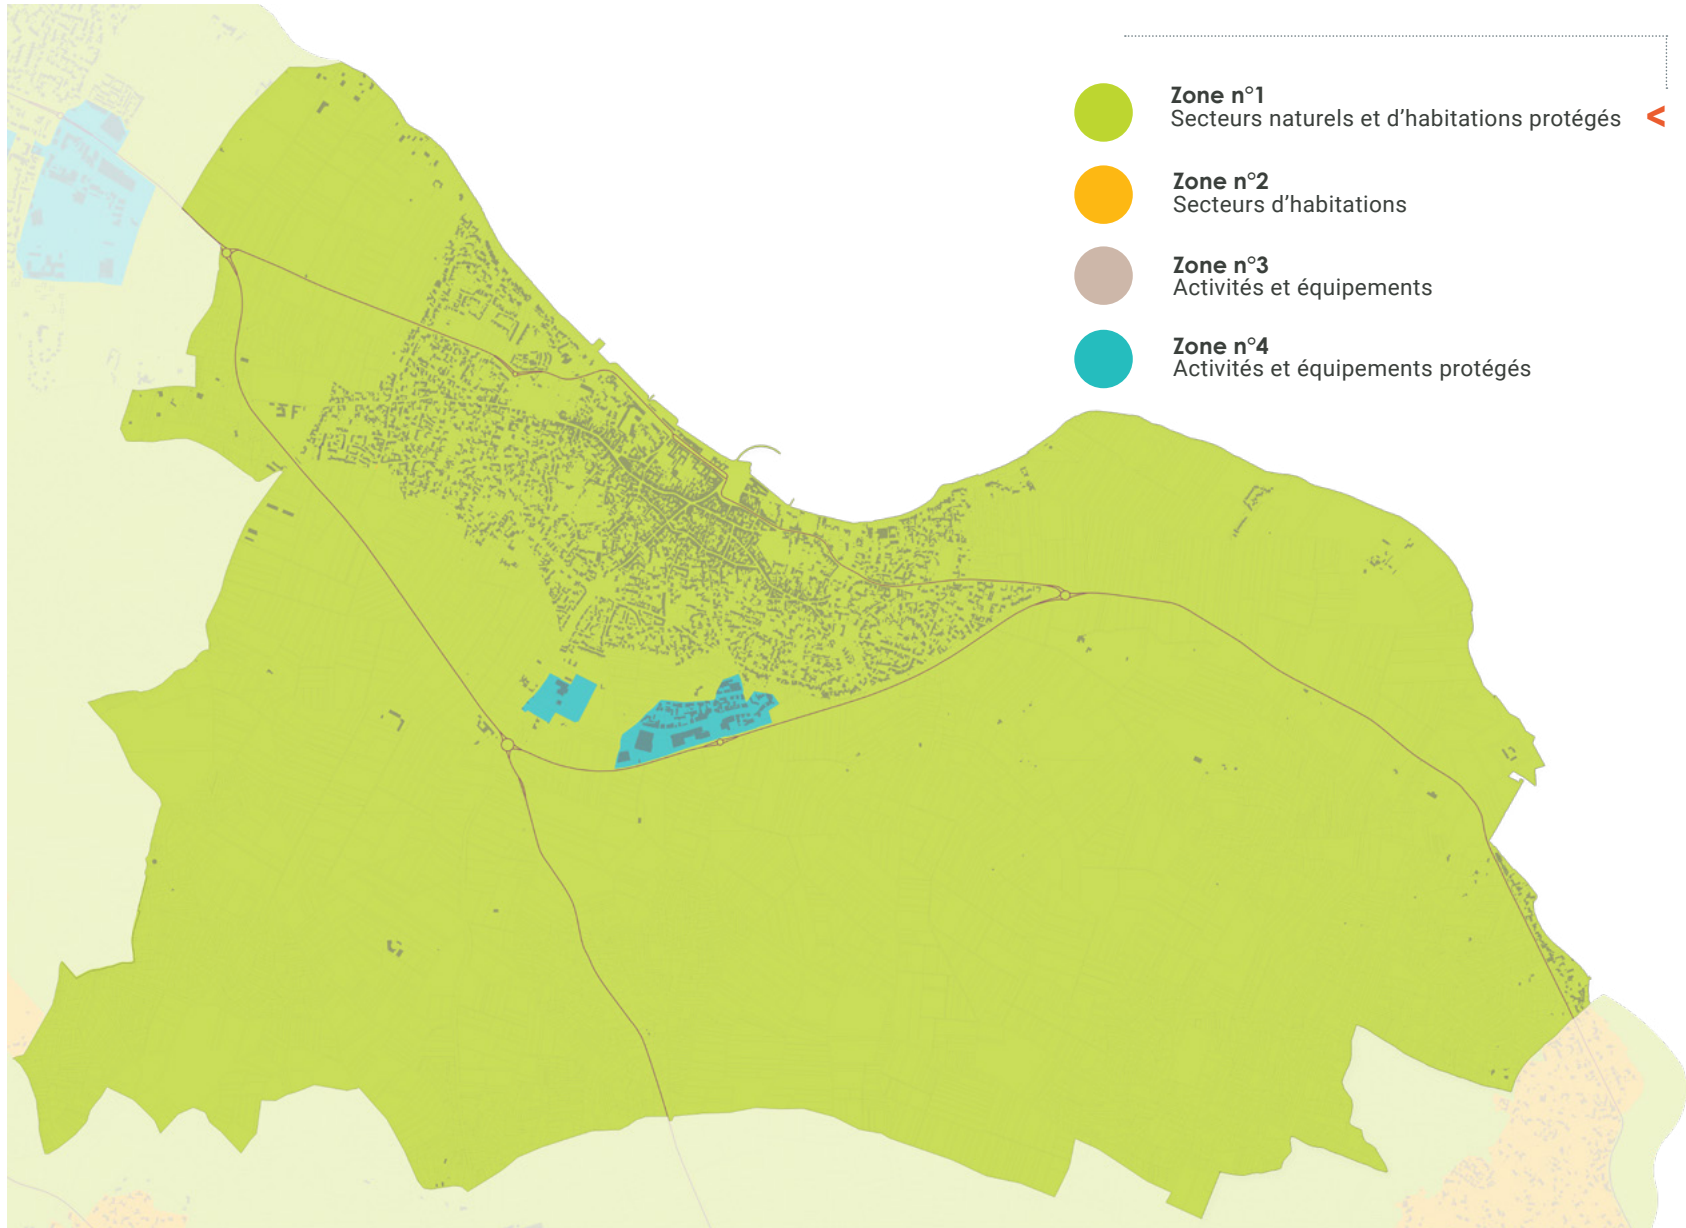 Zone n°1
Secteurs naturels et d’habitations protégés <
Zone n°2
Secteurs d’habitations
Zone n°3
Activités et équipements
Zone n°4
Activités et équipements protégés